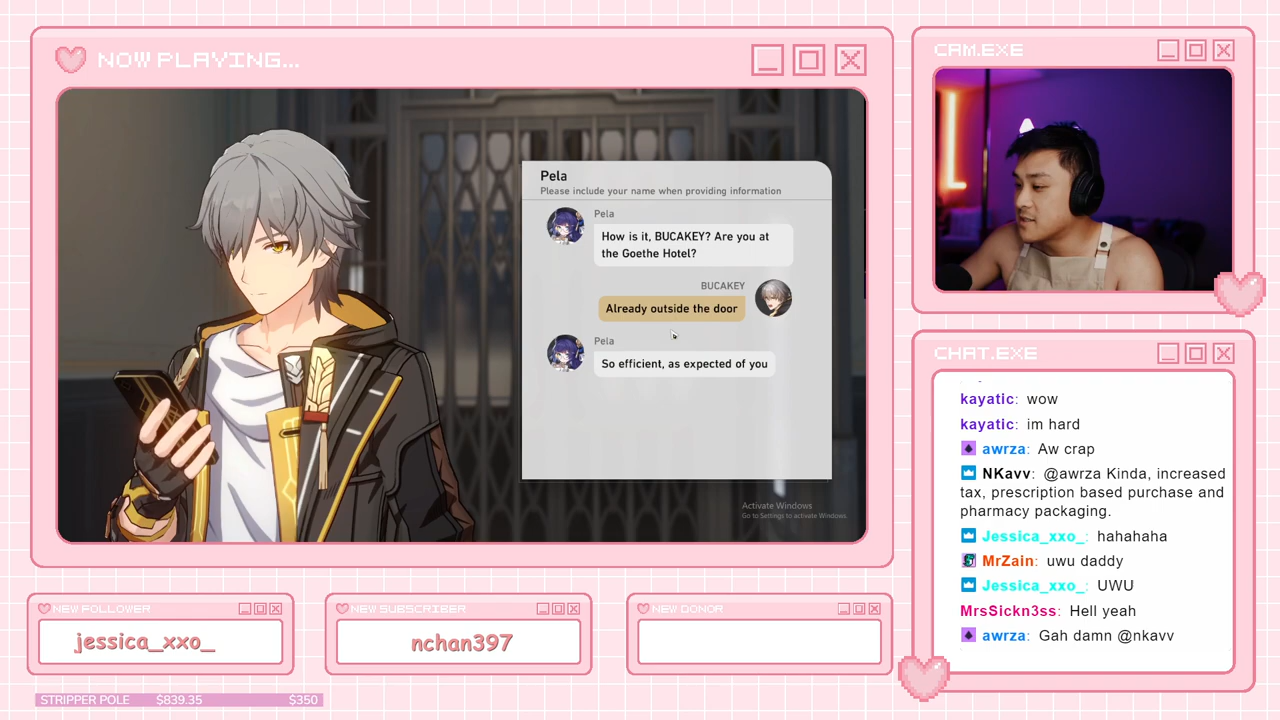 NOW PLAYING...
Pela
Please include your name when providing information
Pela
How is it, BUCAKEY? Are you at
the Goethe Hotel?
BUCAKEY
Already outside the door
Pela
So efficient, as expected of you
Activate Windows
Go to Settings to activate Windows.
CAM.EXE
CHAT.EXE
kayatic: wow
kayatic: im hard
awrza: Aw crap
NKavv: @awrza Kinda, increased
tax, prescription based purchase and
pharmacy packaging.
Jessica_xxo_: hahahaha
MrZain: uwu daddy
Jessica_xxo_: UWU
MrsSickn3ss: Hell yeah
awrza: Gah damn @nkavv
NEW FOLLOWER
jessica_xxo_
NEW SUBSCRIBER
nchan397
NEW DONOR
STRIPPER POLE $839.35 $350